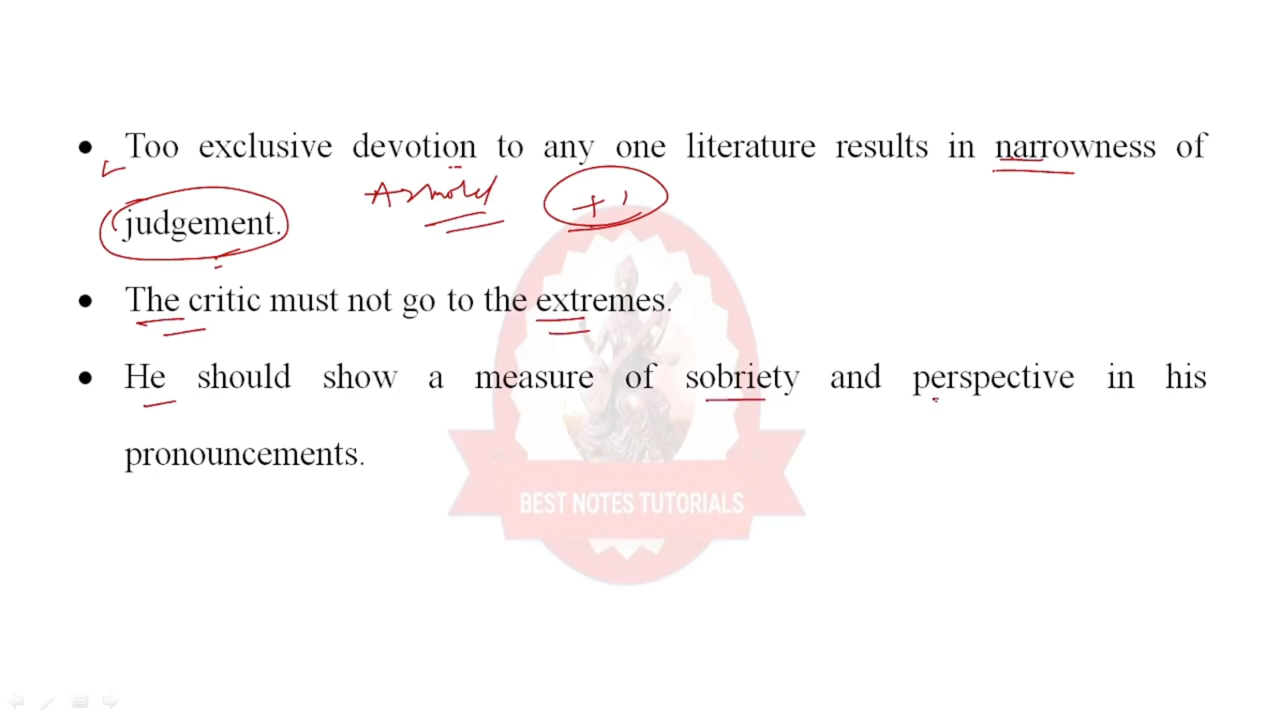 • Too exclusive devotion to any one literature results in narrowness of
Arnold
judgement.
• The critic must not go to the extremes.
• He should show a measure of sobriety and perspective in his
pronouncements.
BEST NOTES TUTORIALS